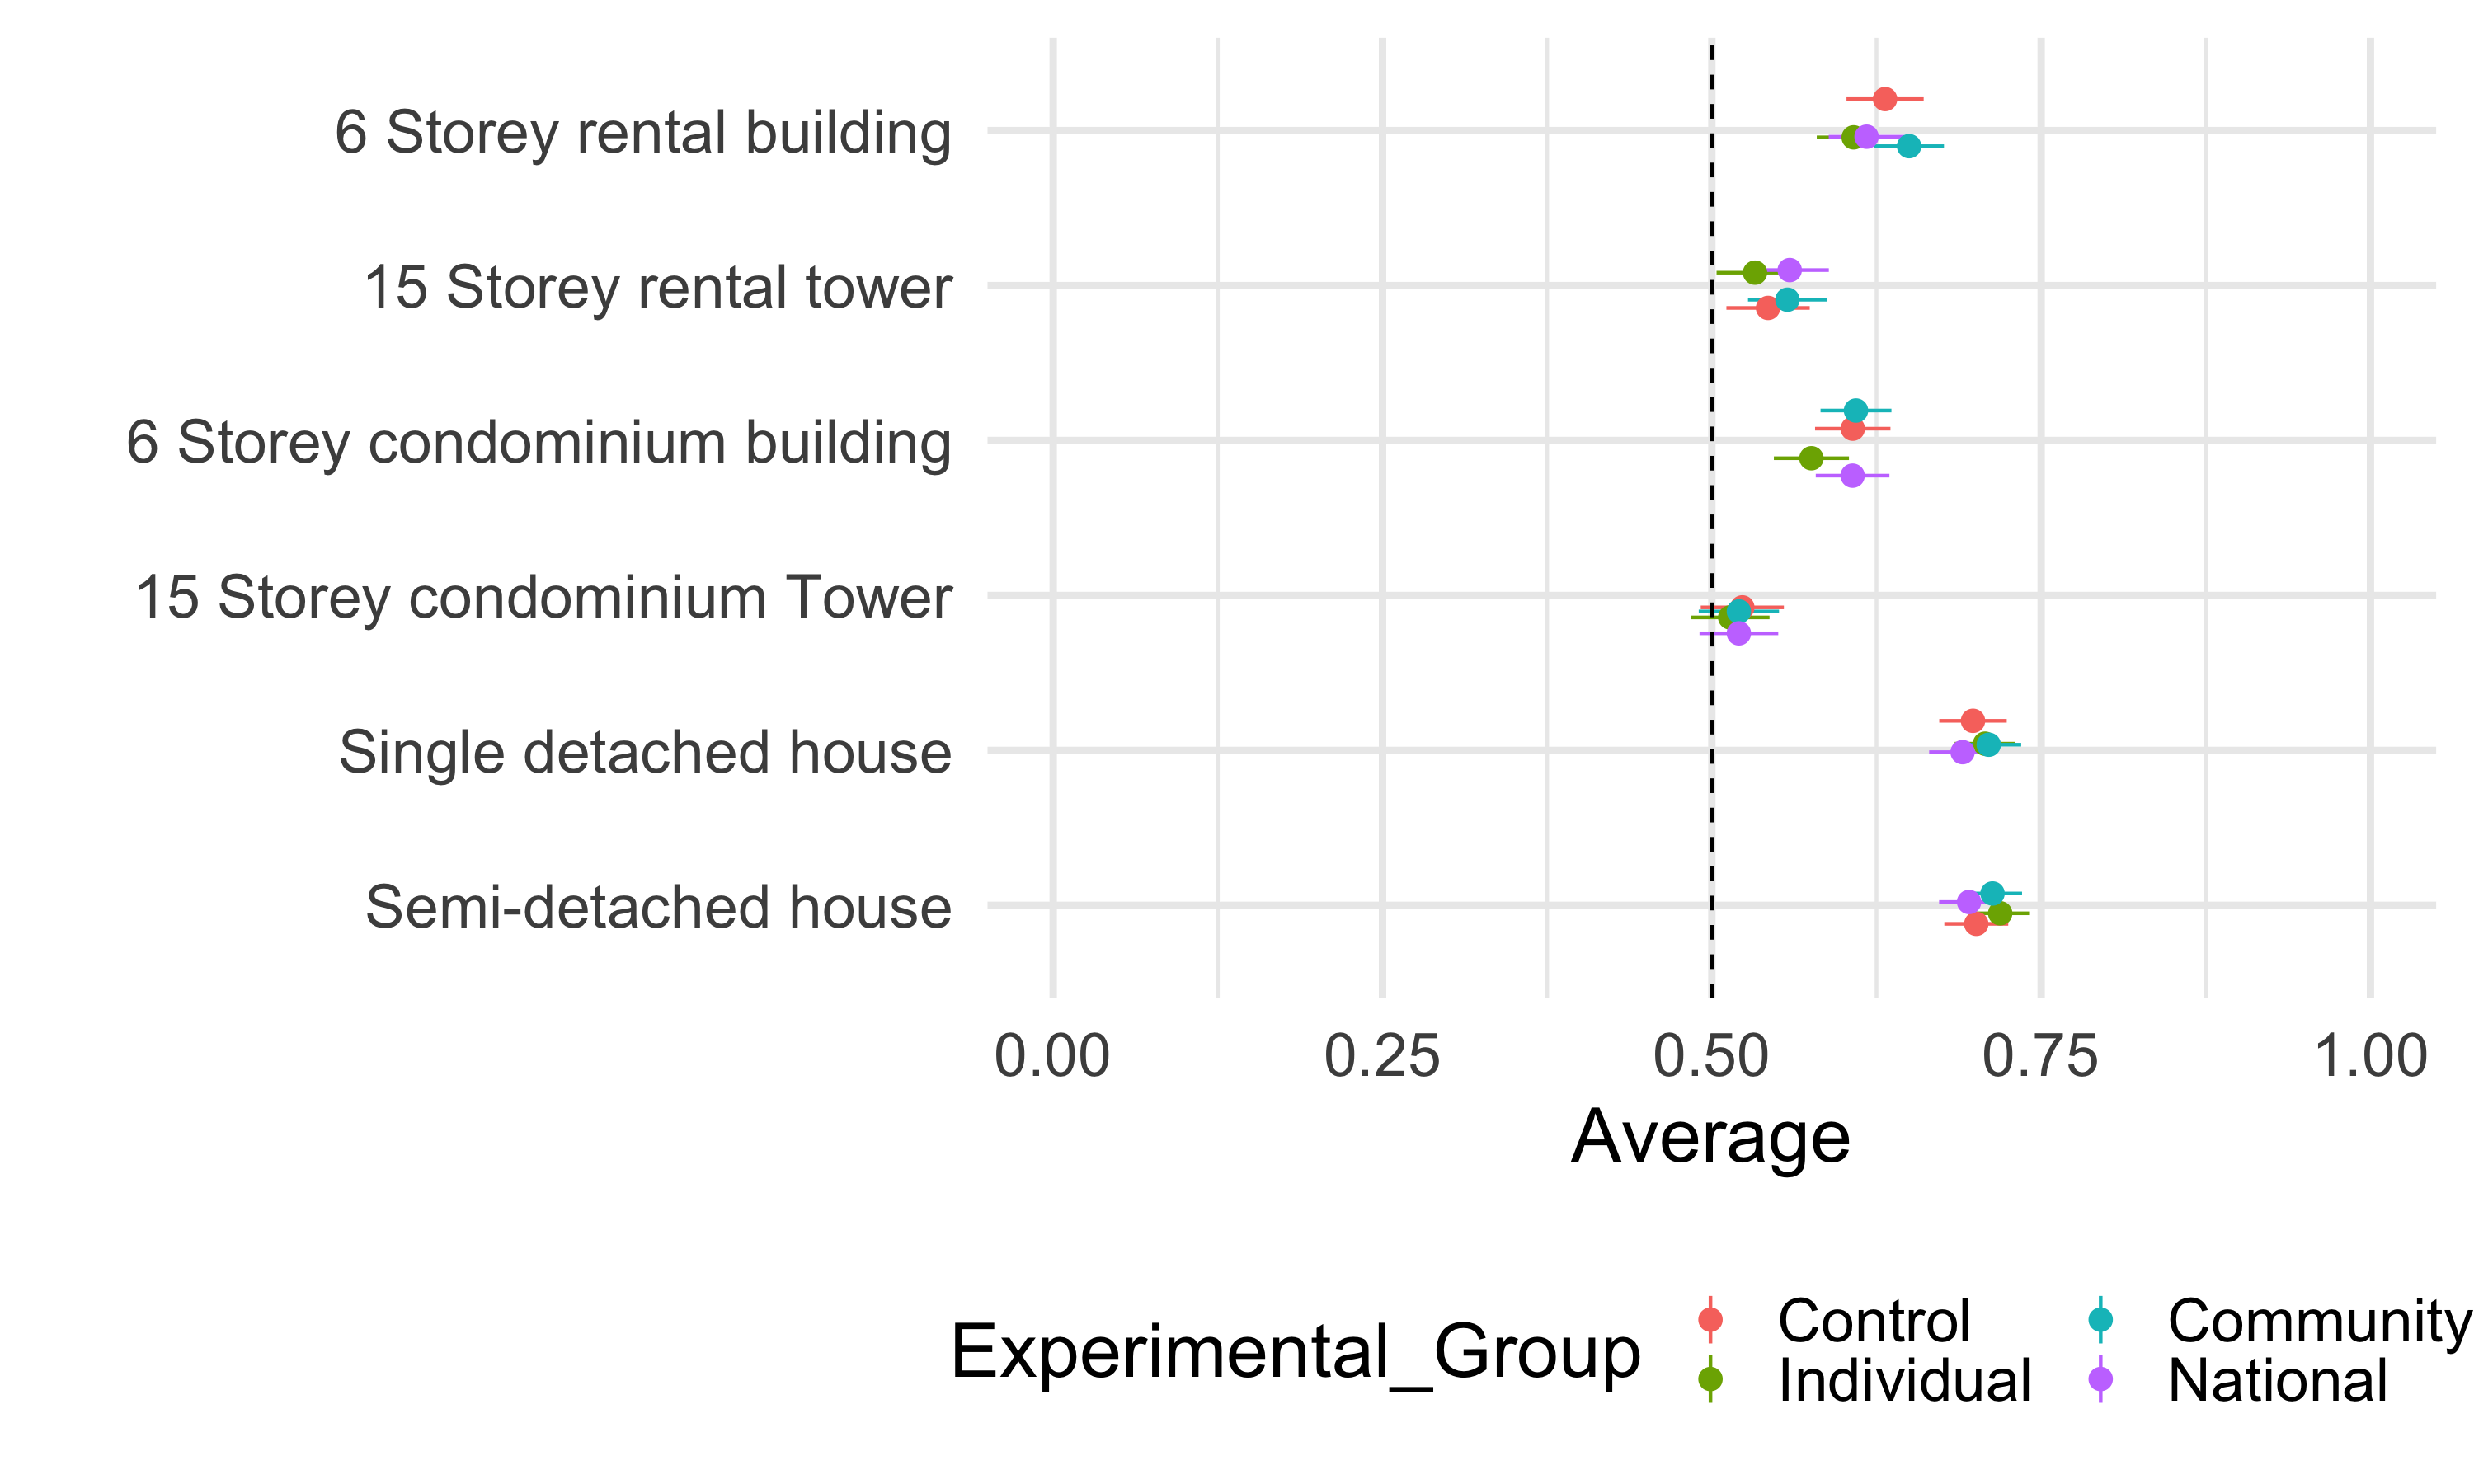 6 Storey rental building
15 Storey rental tower
6 Storey condominium building
15 Storey condominium Tower
Single detached house
Semi-detached house
0.00 0.25 0.50 0.75 1.00
Average
Experimental_Group
Control Community
Individual National